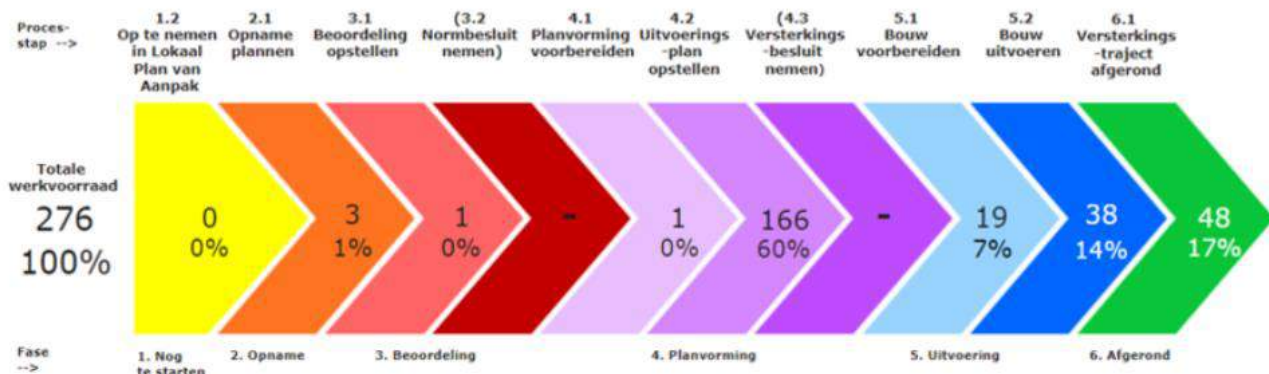 Proces-
stap -->
1.2
Op te nemen
in Lokaal
Plan van
Aanpak
2.1
Opname
plannen
3.1
Beoordeling
opstellen
(3.2
Normbesluit
nemen)
4.1
Planvorming
voorbereiden
4.2
Uitvoerings
-plan
opstellen
(4.3
Versterkings
-besluit
nemen)
5.1
Bouw
voorbereiden
5.2
Bouw
uitvoeren
6.1
Versterkings
-traject
afgerond
Totale
werkvoorraad
276
100%
0
0%
3
1%
1
0%
-
1
0%
166
60%
-
19
7%
38
14%
48
17%
Fase
-->
1. Nog
te starten
2. Opname
3. Beoordeling
4. Planvorming
5. Uitvoering
6. Afgerond